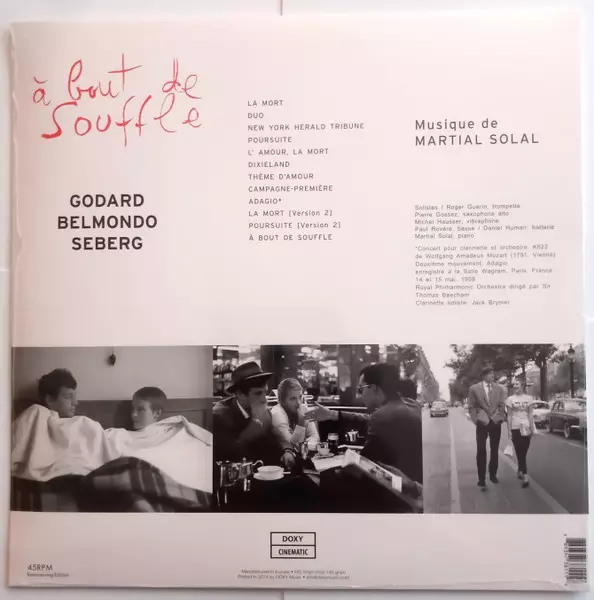 à bout de
souffle
GODARD
BELMONDO
SEBERG
LA MORT
DUO
NEW YORK HERALD TRIBUNE
POURSUITE
L' AMOUR, LA MORT
DIXIELAND
THÈME D'AMOUR
CAMPAGNE-PREMIÈRE
ADAGIO*
LA MORT [Version 2]
POURSUITE [Version 2]
À BOUT DE SOUFFLE
Musique de
MARTIAL SOLAL
Solistes / Roger Guérin, trompette
Pierre Gossez, saxophone alto
Michel Hausser, vibraphone
Paul Rovère, basse / Daniel Humair, batterie
Martial Solal, piano
*Concert pour clarinette et orchestre, K622
de Wolfgang Amadeus Mozart (1791, Vienne)
Deuxième mouvement, Adagio
enregistré à la Salle Wagram, Paris, France
14 et 15 mai, 1958
Royal Philharmonic Orchestre dirigé par Sir
Thomas Beecham
Clarinette soliste: Jack Brymer
DOXY
CINEMATIC
45RPM
Manufactured in Europe